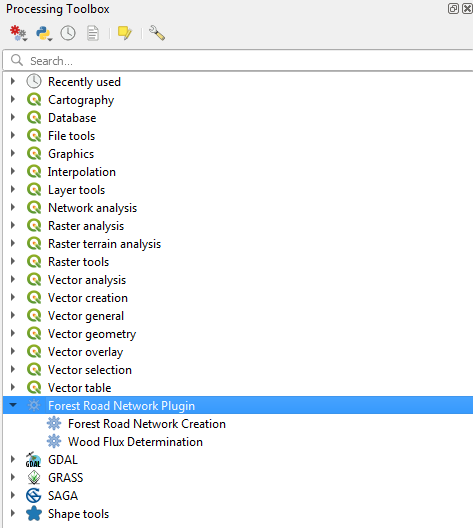 Processing Toolbox
Search...
Recently used
Cartography
Database
File tools
Graphics
Interpolation
Layer tools
Network analysis
Raster analysis
Raster terrain analysis
Raster tools
Vector analysis
Vector creation
Vector general
Vector geometry
Vector overlay
Vector selection
Vector table
Forest Road Network Plugin
Forest Road Network Creation
Wood Flux Determination
GDAL GDAL
GRASS
SAGA
Shape tools